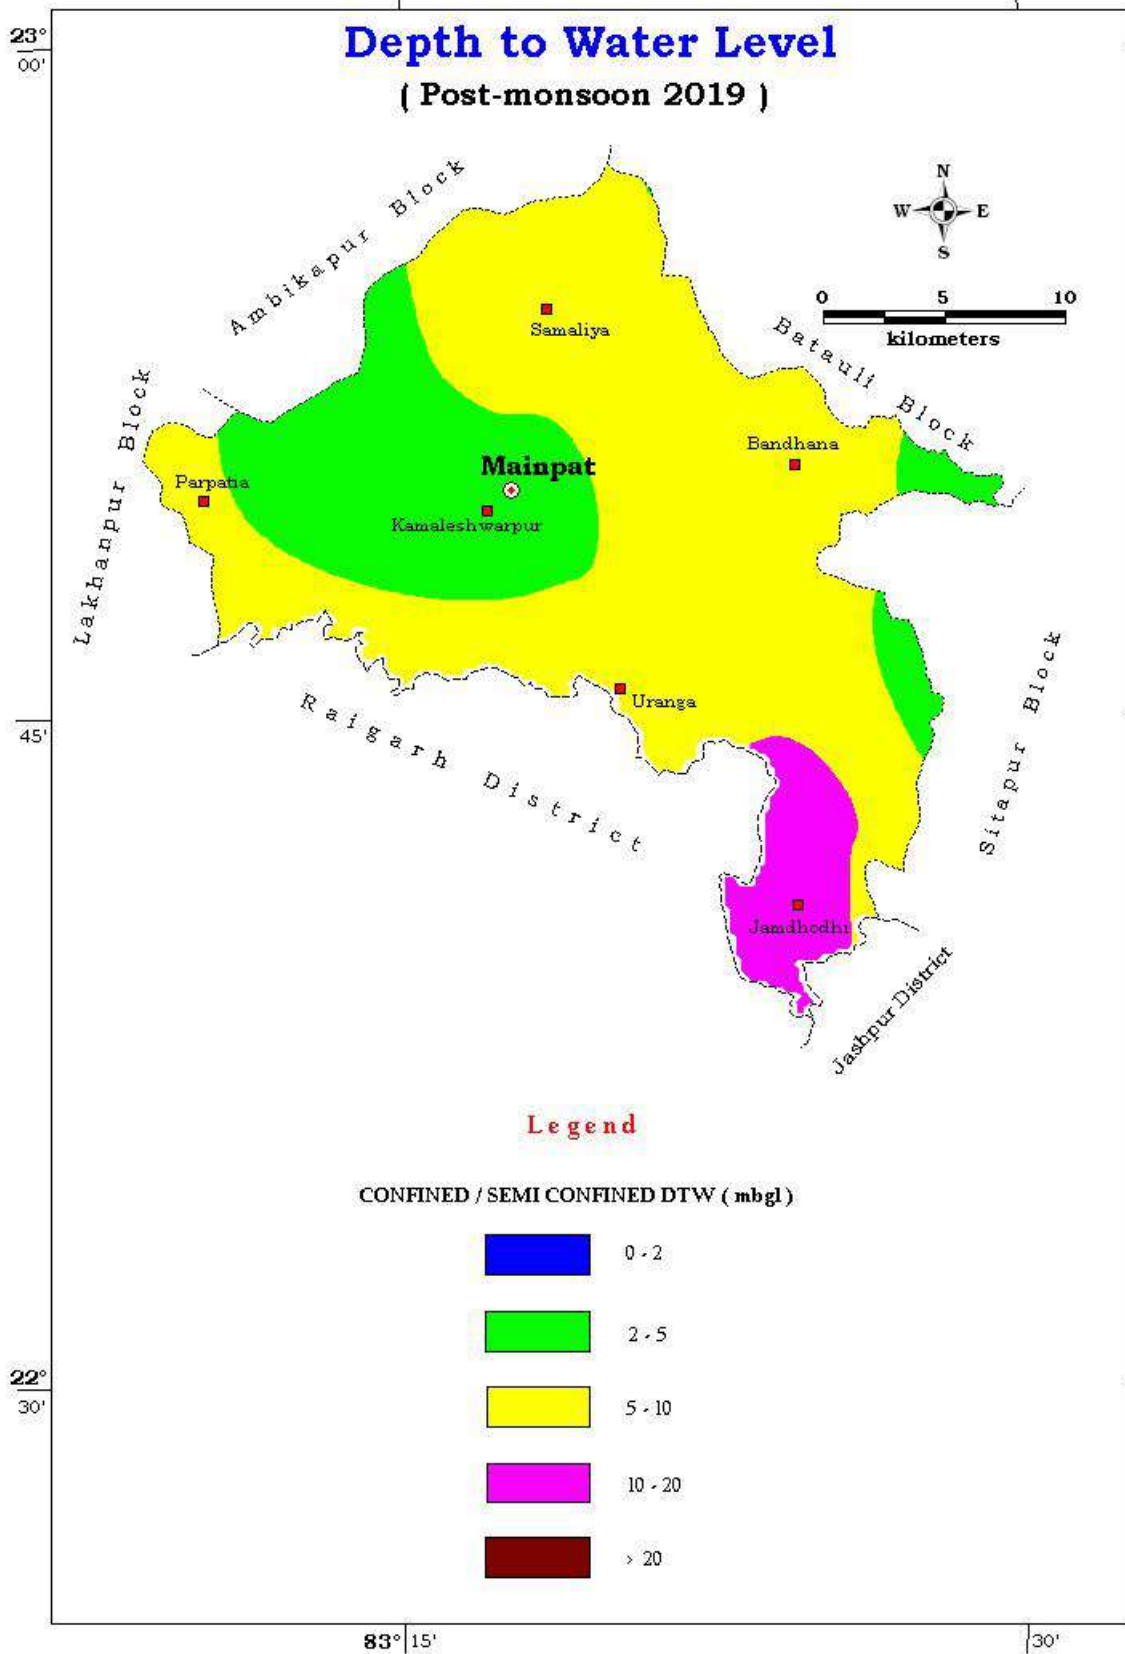 23°
00'
Depth to Water Level
( Post-monsoon 2019 )
Ambikapur Block
N
W E
S
0 5 10
kilometers
Samaliya
Batauli Block
Lakhanpur Block
Bandhana
Mainpat
Parpatia
Kamaleshwarpur
Sitapur Block
Uranga
Raigarh District
45'
Jamdhodhi
Jashpur District
Legend
CONFINED / SEMI CONFINED DTW ( mbgl )
0 - 2
2 - 5
5 - 10
10 - 20
> 20
22°
30'
83° 15' 30'